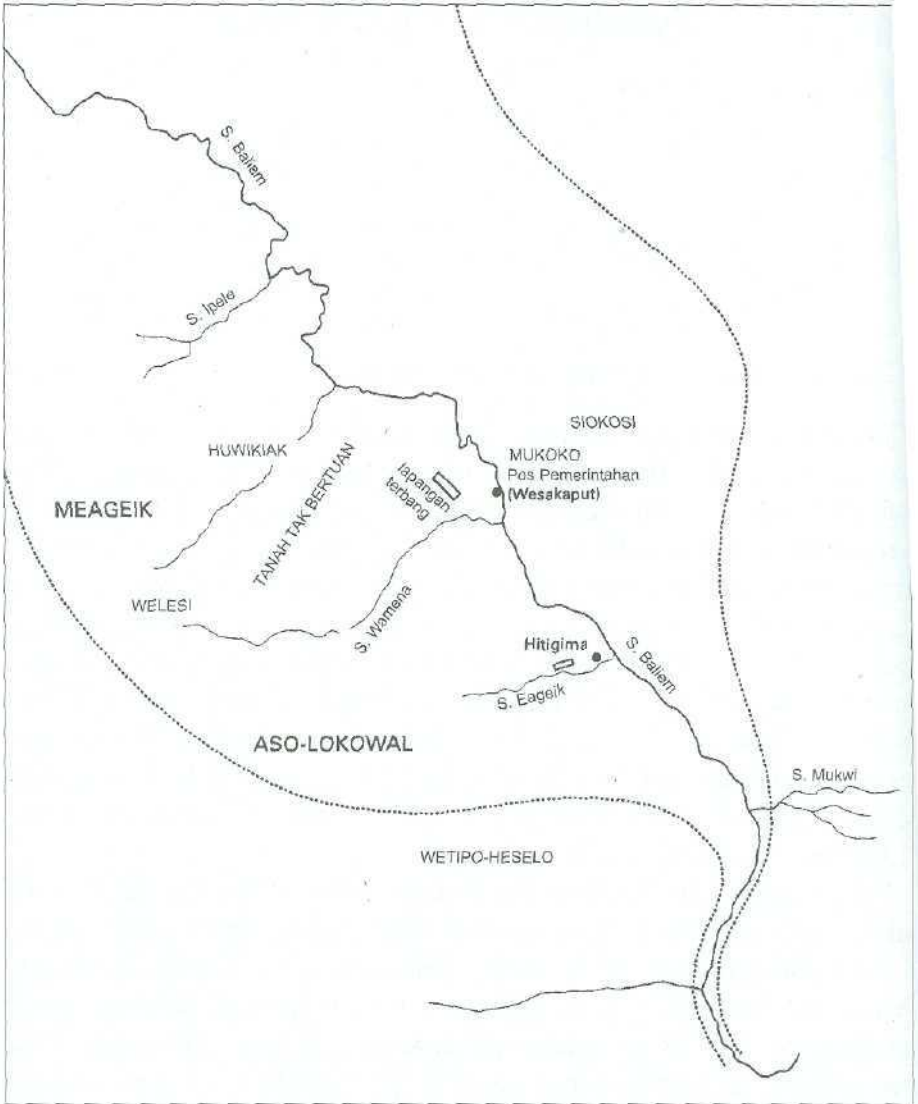 S. Baliem
S. Ipele
SIOKOSI
HUWIKIAK
MUKOKO
Pos Pemerintahan
(Wesakaput)
lapangan
terbang
TANAH TAK BERTUAN
MEAGEIK
WELESI
S. Wamena
Hitigima
S. Baliem
S. Eageik
ASO-LOKOWAL
S. Mukwi
WETIPO-HESELO